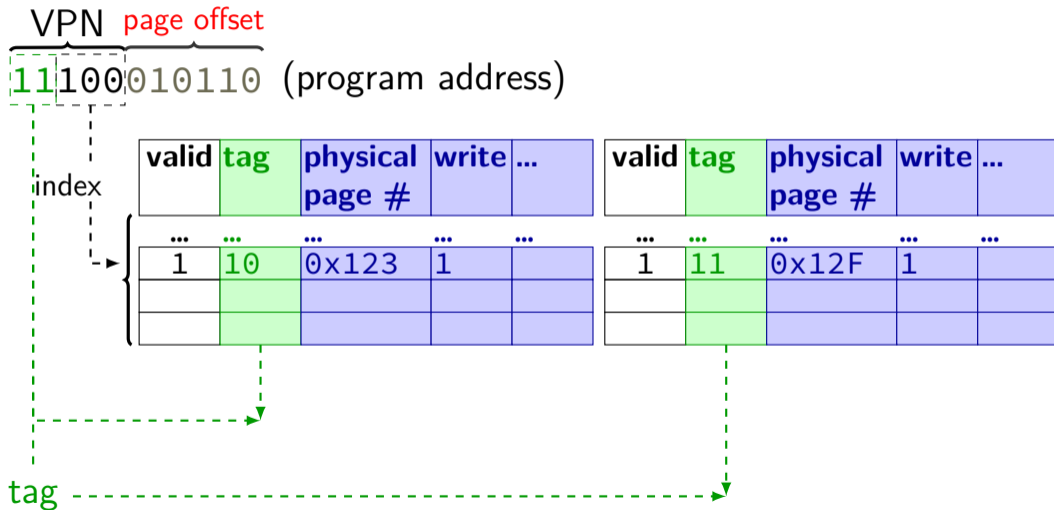 VPN page offset
11100010110 (program address)
valid tag physical page # write ... valid tag physical page # write ...
index
... ... ... ... ... ... ... ... ... ...
1 10 0x123 1 1 11 0x12F 1
tag